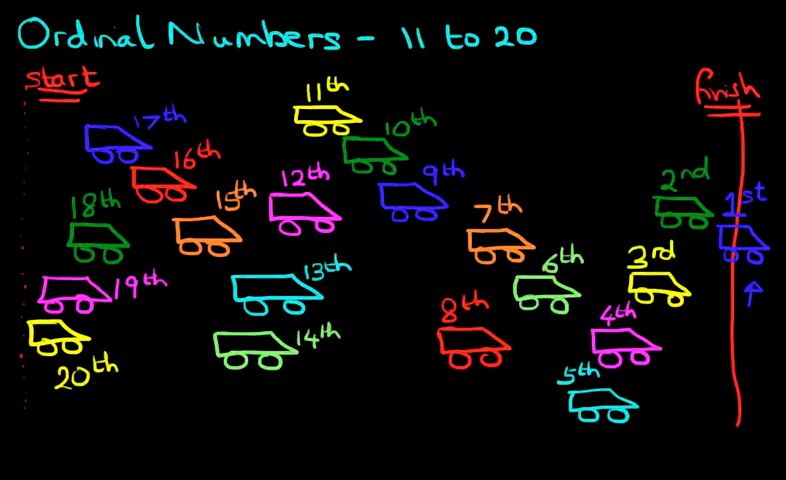 Ordinal Numbers - 11 to 20
start
finish
11th
17th
10th
16th
12th
9th
2nd
1st
18th
15th
7th
3rd
6th
19th
13th
8th
4th
14th
20th
5th